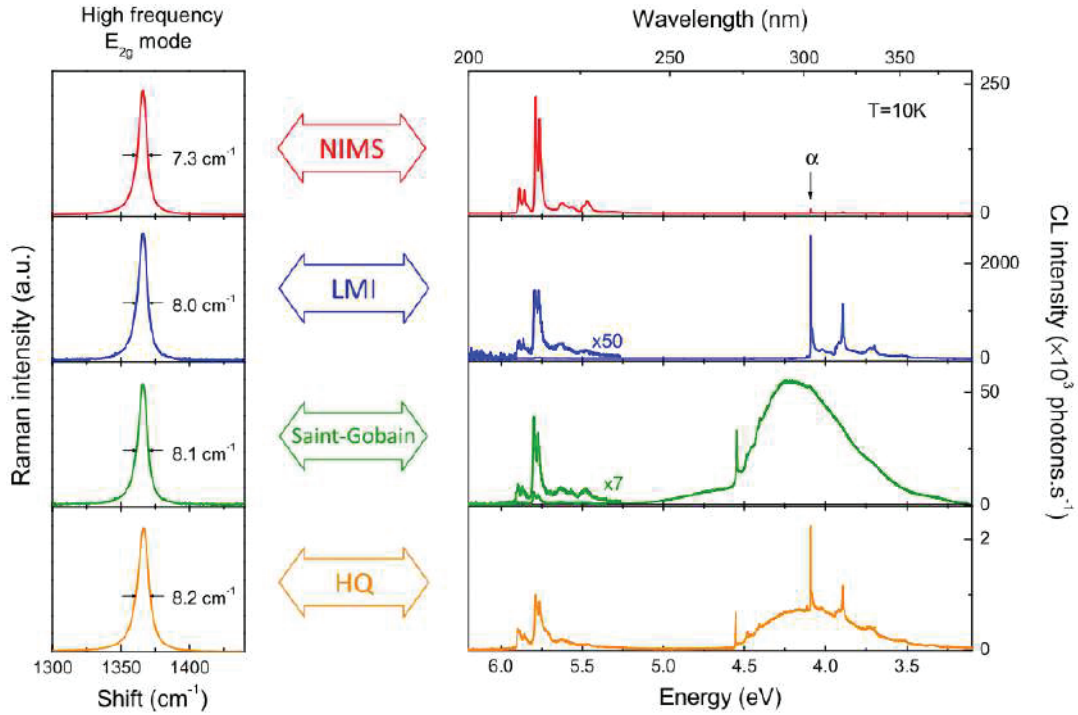 High frequency
E2g mode
Wavelength (nm)
200 250 300 350
7.3 cm-1
NIMS
T=10K
α
250
0
8.0 cm-1
LMI
x50
2000
0
8.1 cm-1
Saint-Gobain
x7
50
0
8.2 cm-1
HQ
2
0
Raman intensity (a.u.)
CL intensity (×10³ photons.s⁻¹)
1300 1350 1400
6.0 5.5 5.0 4.5 4.0 3.5
Shift (cm-1)
Energy (eV)